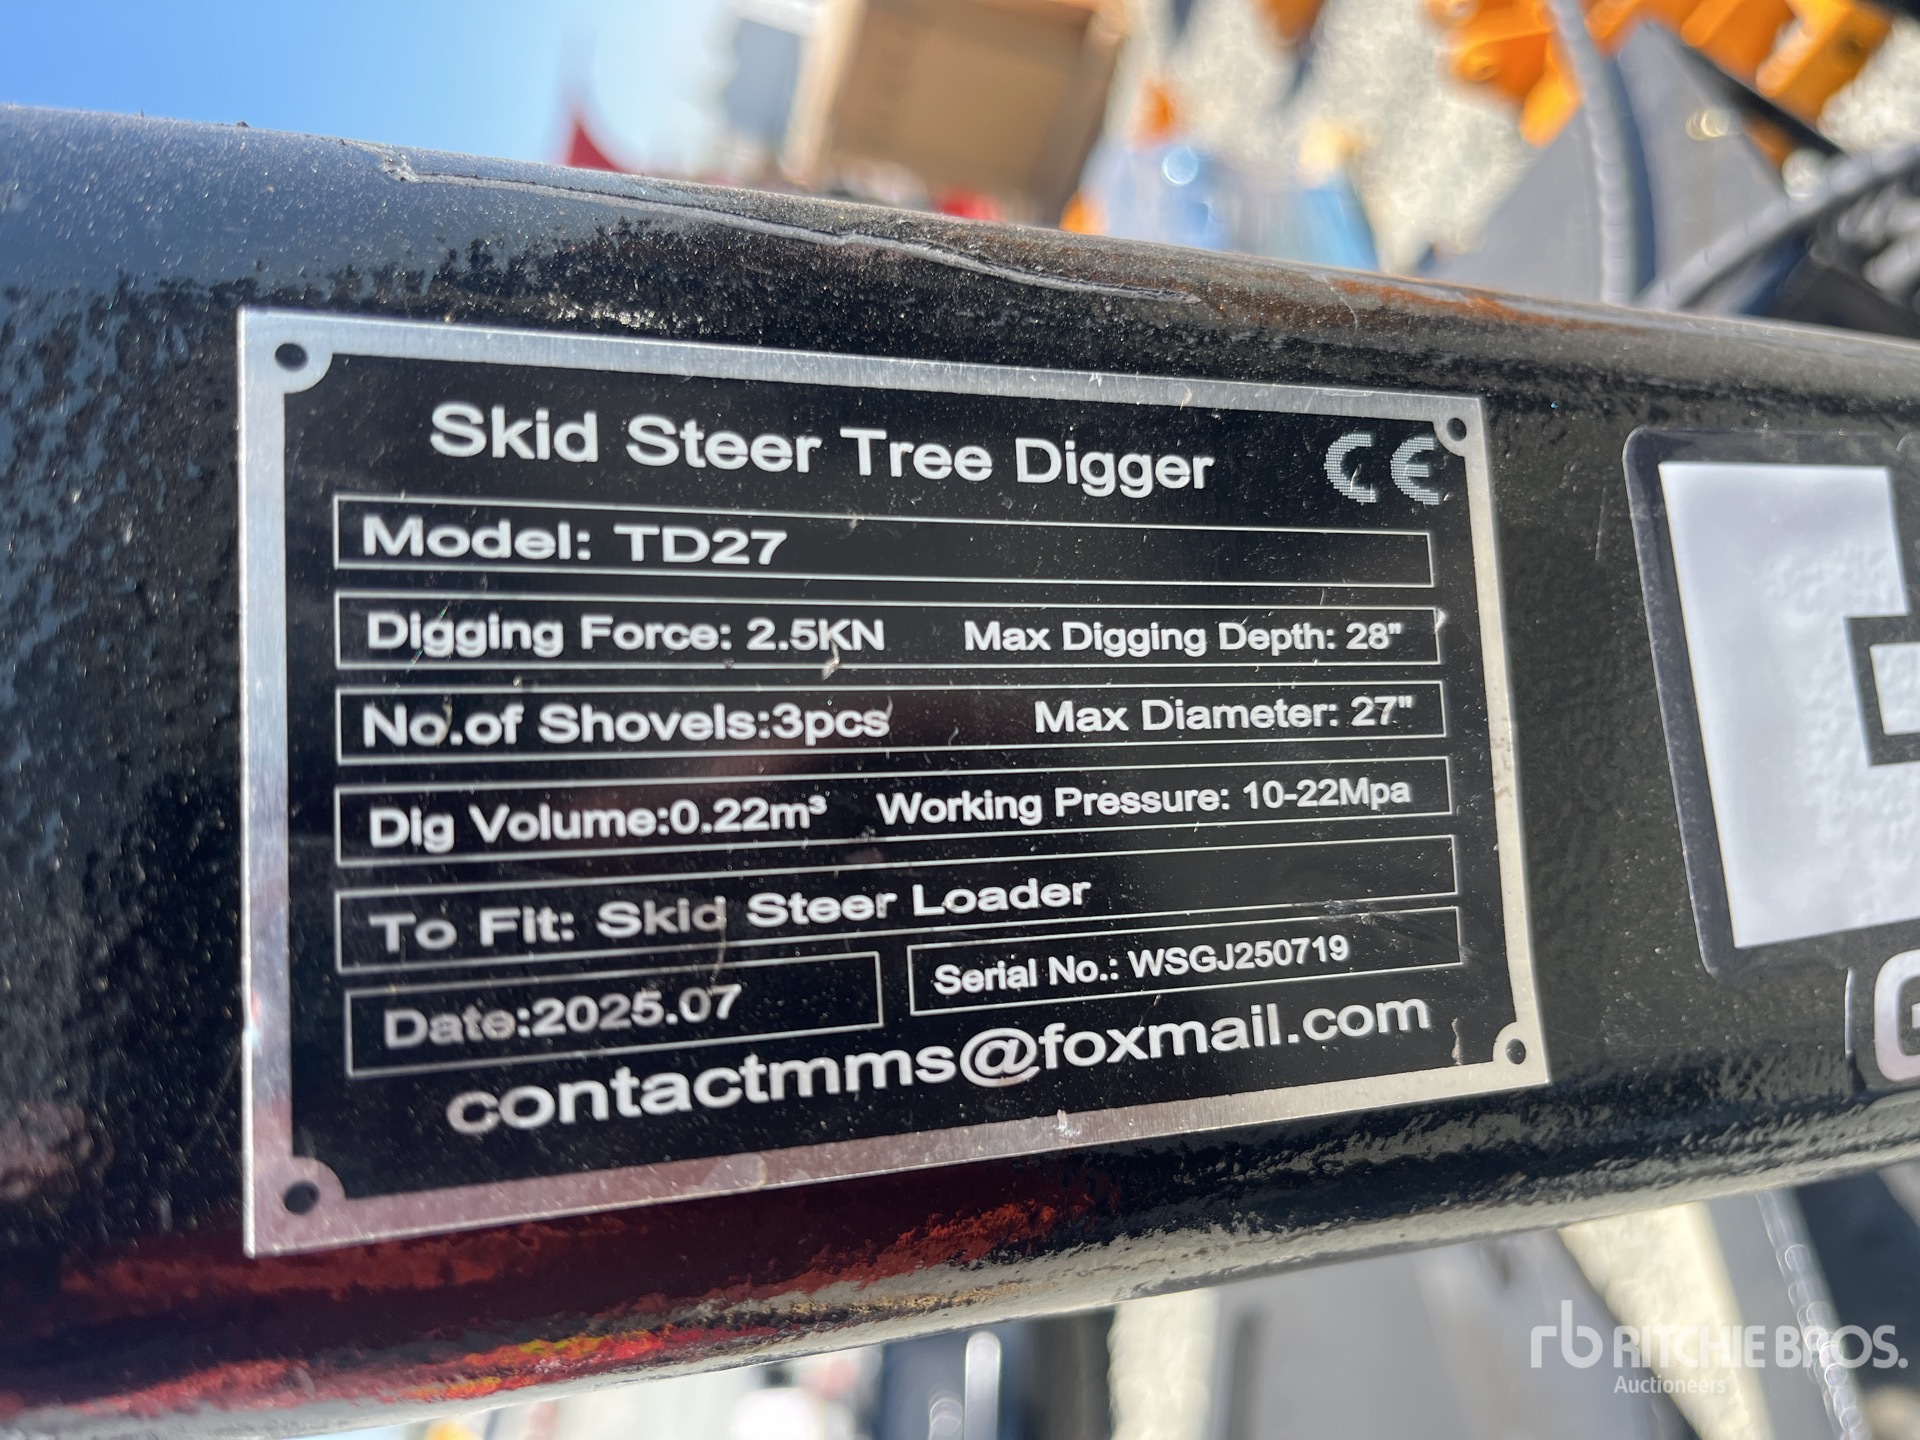 Skid Steer Tree Digger CE
Model: TD27
Digging Force: 2.5KN Max Digging Depth: 28"
No.of Shovels:3pcs Max Diameter: 27"
Dig Volume:0.22m³ Working Pressure: 10-22Mpa
To Fit: Skid Steer Loader
Date:2025.07 Serial No.: WSGJ250719
contactmms@foxmail.com
rb RITCHIE BROS.
Auctioneers